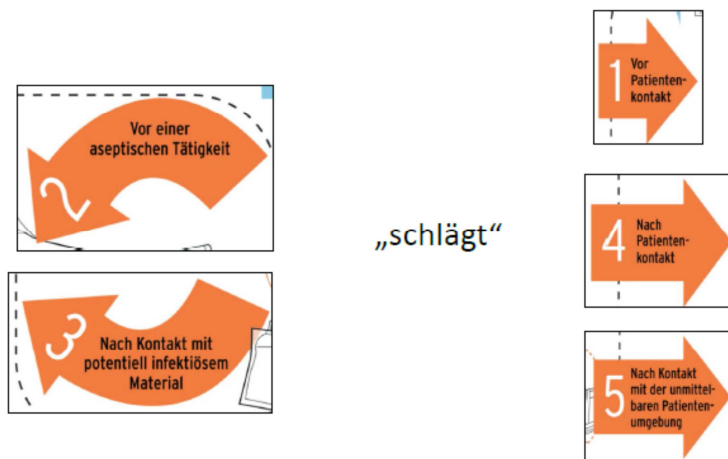 2
Vor einer
aseptischen Tätigkeit
3
Nach Kontakt mit
potentiell infektiösem
Material
„schlägt“
1
Vor
Patienten-
kontakt
4
Nach
Patienten-
kontakt
5
Nach Kontakt
mit der unmittel-
baren Patienten-
umgebung